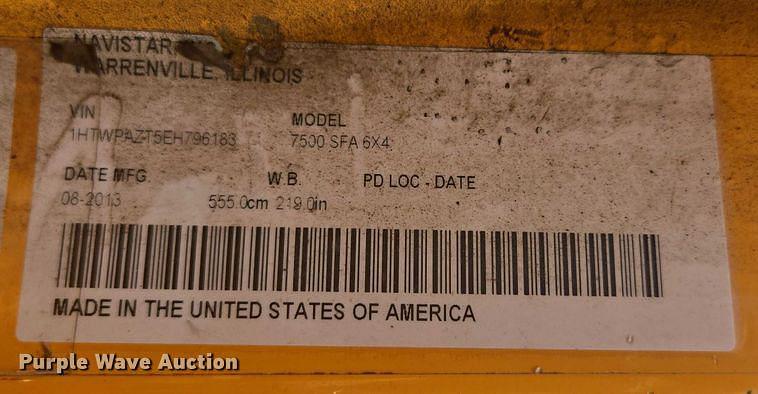 NAVISTAR
WARRENVILLE, ILLINOIS
VIN MODEL
1HTWPAZT5EH796183 7500 SFA 6X4
DATE MFG. W.B. PD LOC - DATE
08-2013 555.0cm 219.0in
MADE IN THE UNITED STATES OF AMERICA
Purple Wave Auction